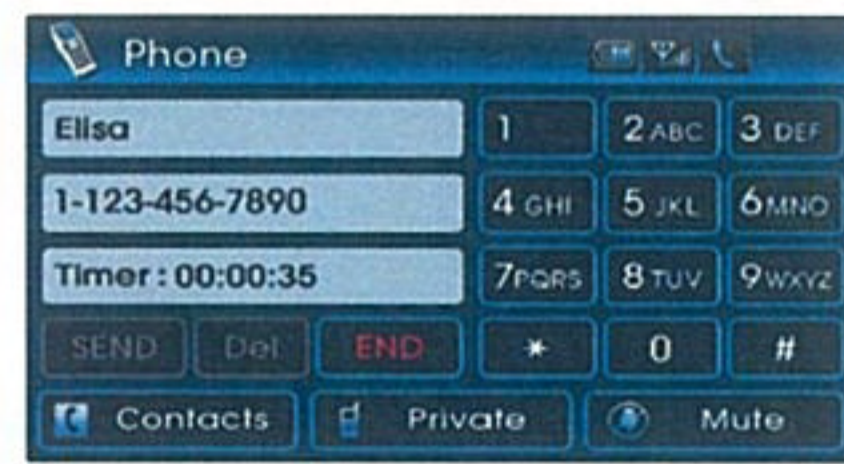 Phone
Elisa
1 2 ABC 3 DEF
1-123-456-7890
4 GHI 5 JKL 6 MNO
Timer : 00:00:35
7 PQRS 8 TUV 9 WXYZ
SEND Del END * 0 #
Contacts Private Mute